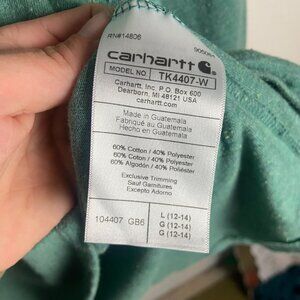 RN#14806
carhartt
MODEL NO. TK4407-W
Carhartt, Inc. P.O. Box 600
Dearborn, MI 48121 USA
carhartt.com
Made in Guatemala
Fabriqué au Guatemala
Hecho en Guatemala
60% Cotton / 40% Polyester
60% Coton / 40% Polyester
60% Algodón / 40% Polyester
Exclusive Trimming
Sauf Garnitures
Excepto Adorno
104407 GB6
L (12-14)
G (12-14)
G (12-14)